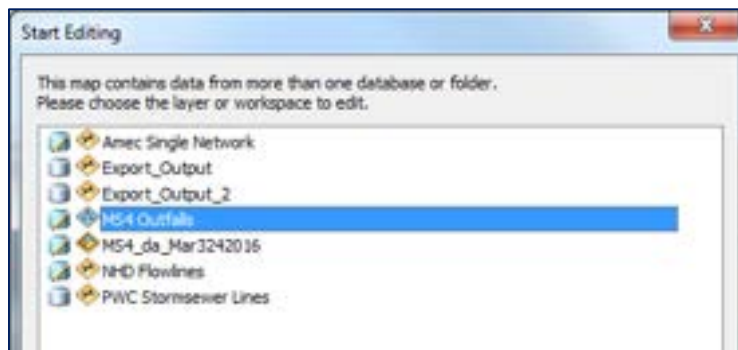 Start Editing
This map contains data from more than one database or folder.
Please choose the layer or workspace to edit.
Amec Single Network
Export_Output
Export_Output_2
MS4 Outfalls
MS4_da_Mar3242016
NHD Flowlines
PWC Stormsewer Lines